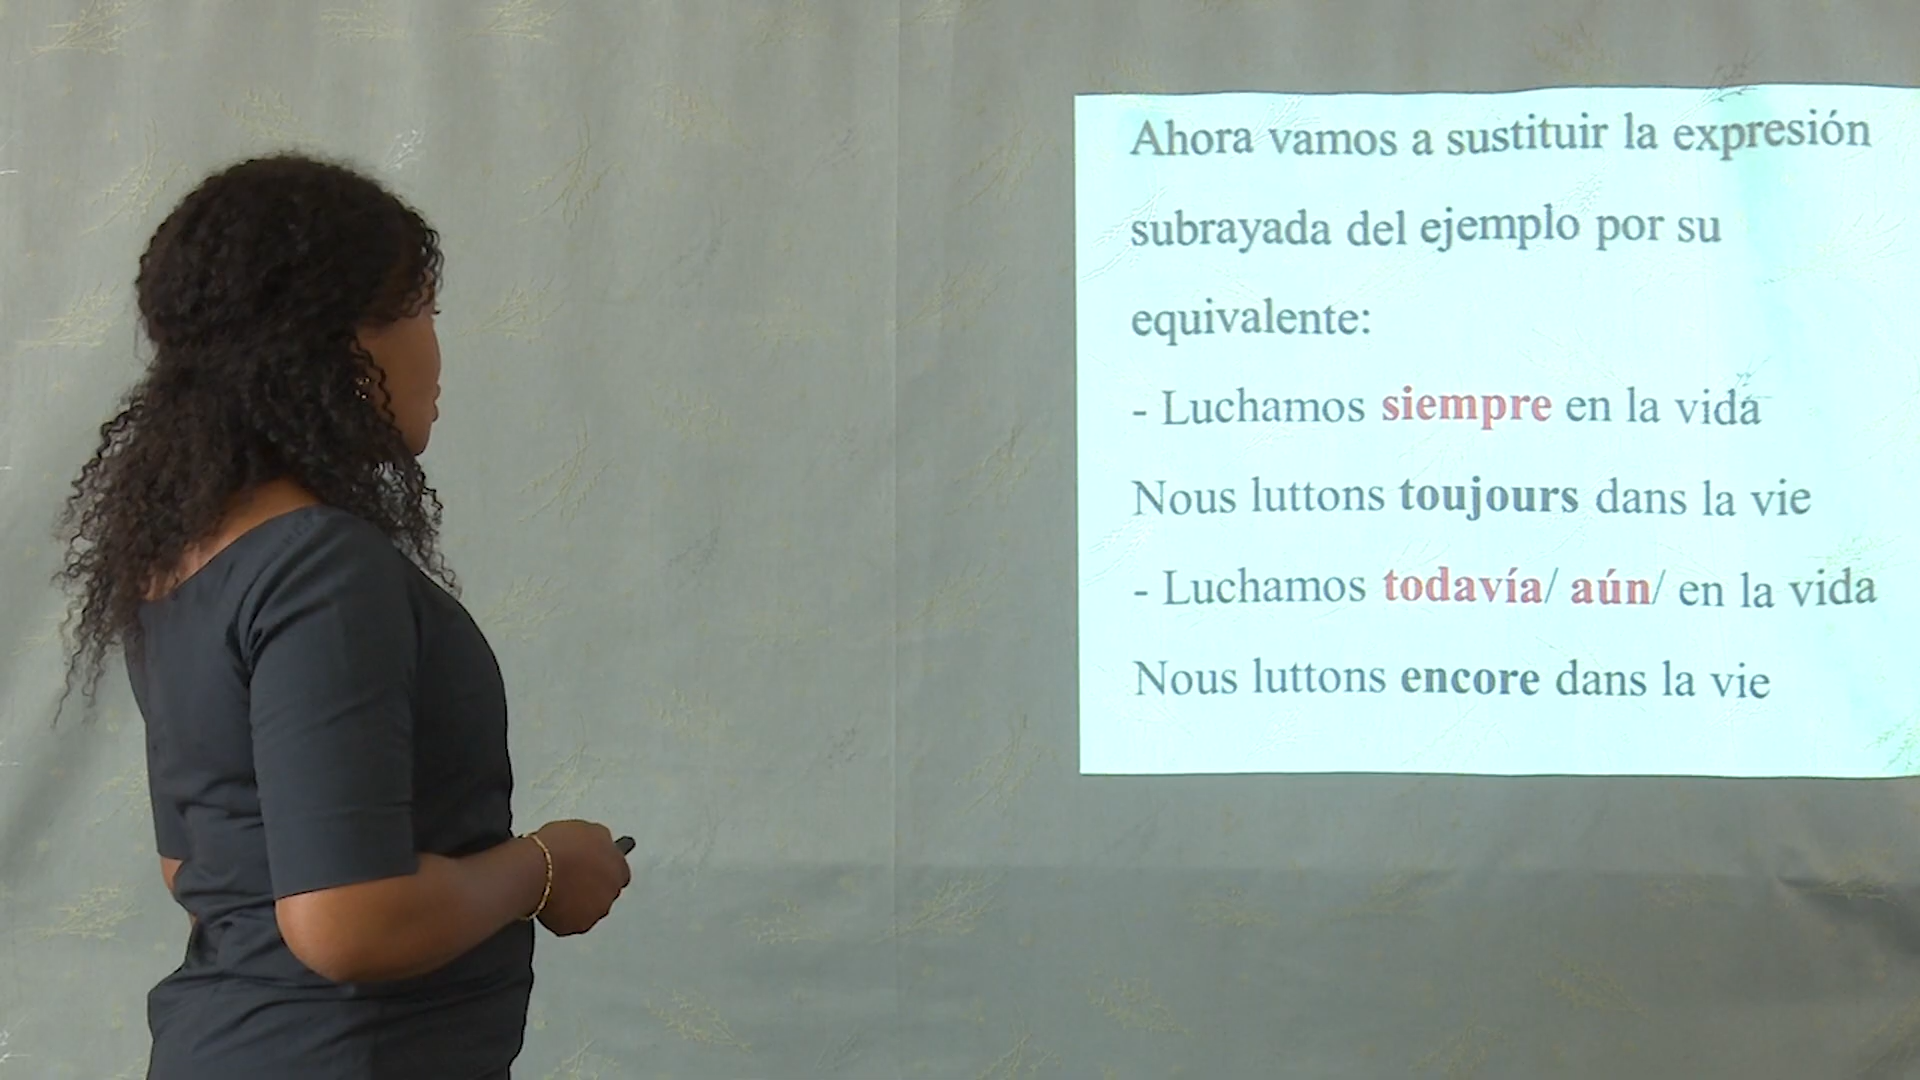 Ahora vamos a sustituir la expresión
subrayada del ejemplo por su
equivalente:
- Luchamos siempre en la vida
Nous luttons toujours dans la vie
- Luchamos todavía/ aún/ en la vida
Nous luttons encore dans la vie